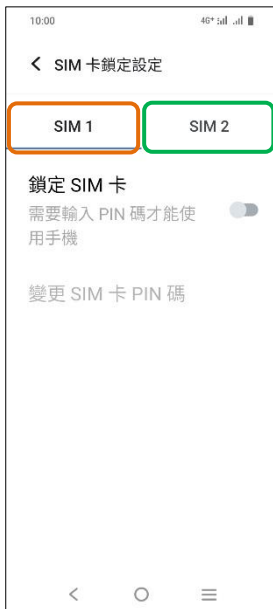 10:00 4G+
SIM 卡鎖定設定
SIM 1 SIM 2
鎖定 SIM 卡
需要輸入 PIN 碼才能使
用手機
變更 SIM 卡 PIN 碼